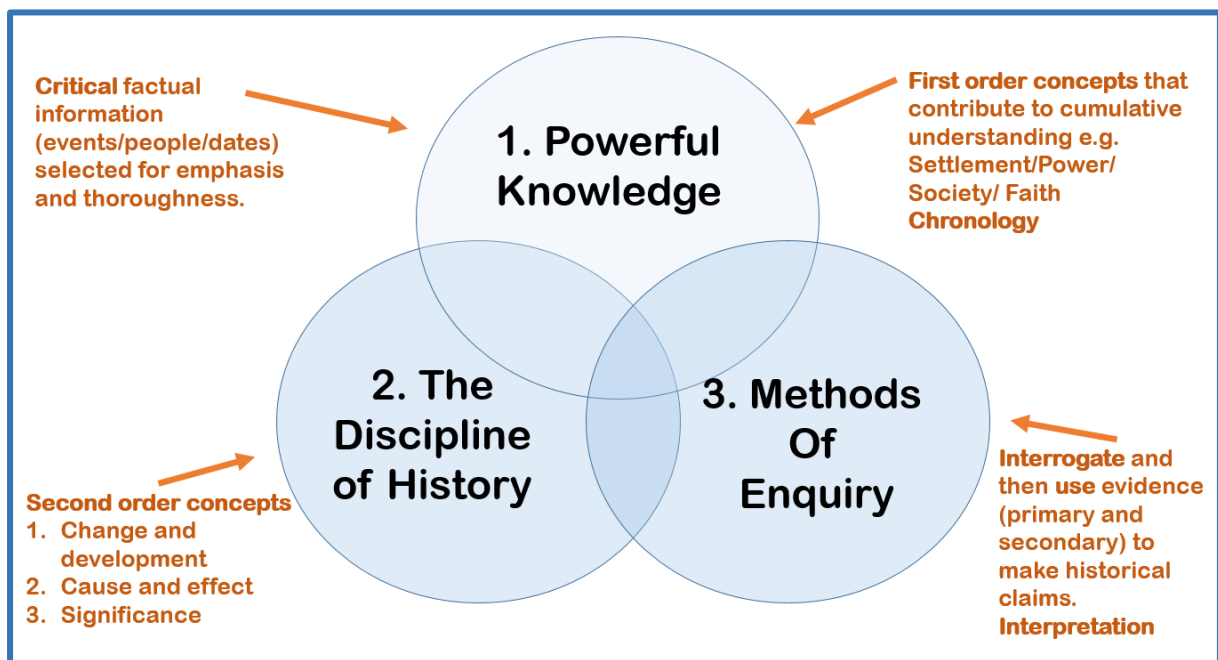 Critical factual
information
(events/people/dates)
selected for emphasis
and thoroughness.
First order concepts that
contribute to cumulative
understanding e.g.
Settlement/Power/
Society/ Faith
Chronology
1. Powerful
Knowledge
2. The
Discipline
of History
3. Methods
Of
Enquiry
Second order concepts
1. Change and
development
2. Cause and effect
3. Significance
Interrogate and
then use evidence
(primary and
secondary) to
make historical
claims.
Interpretation